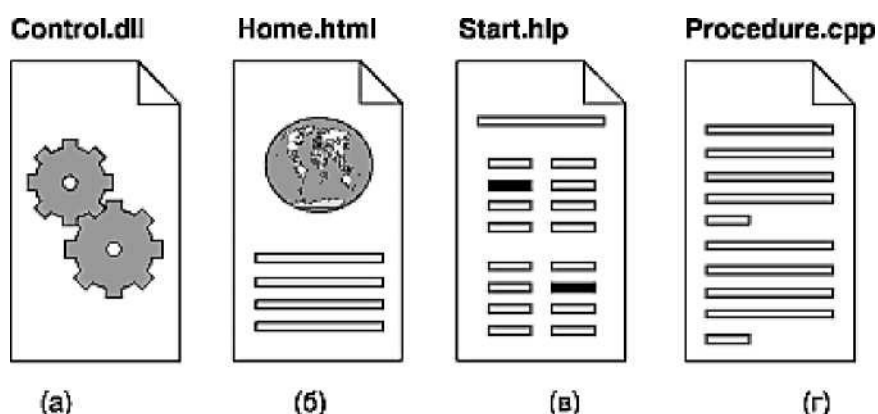 Control.dll Home.html Start.hlp Procedure.cpp
(а) (б) (в) (г)